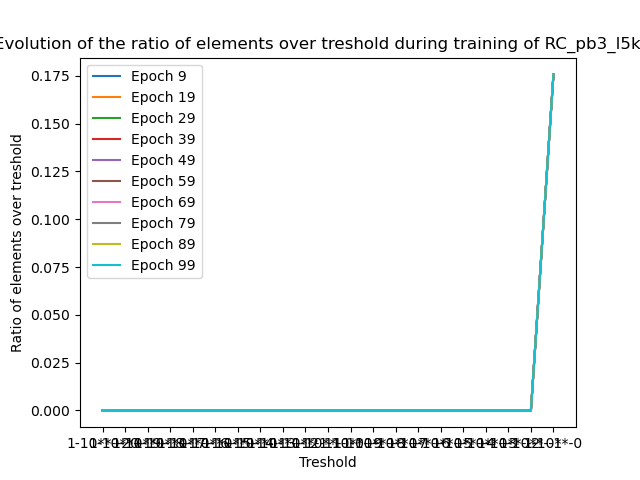 Evolution of the ratio of elements over treshold during training of RC_pb3_l5k
0.175
0.150
0.125
0.100
0.075
0.050
0.025
0.000
Ratio of elements over treshold
Epoch 9
Epoch 19
Epoch 29
Epoch 39
Epoch 49
Epoch 59
Epoch 69
Epoch 79
Epoch 89
Epoch 99
Treshold